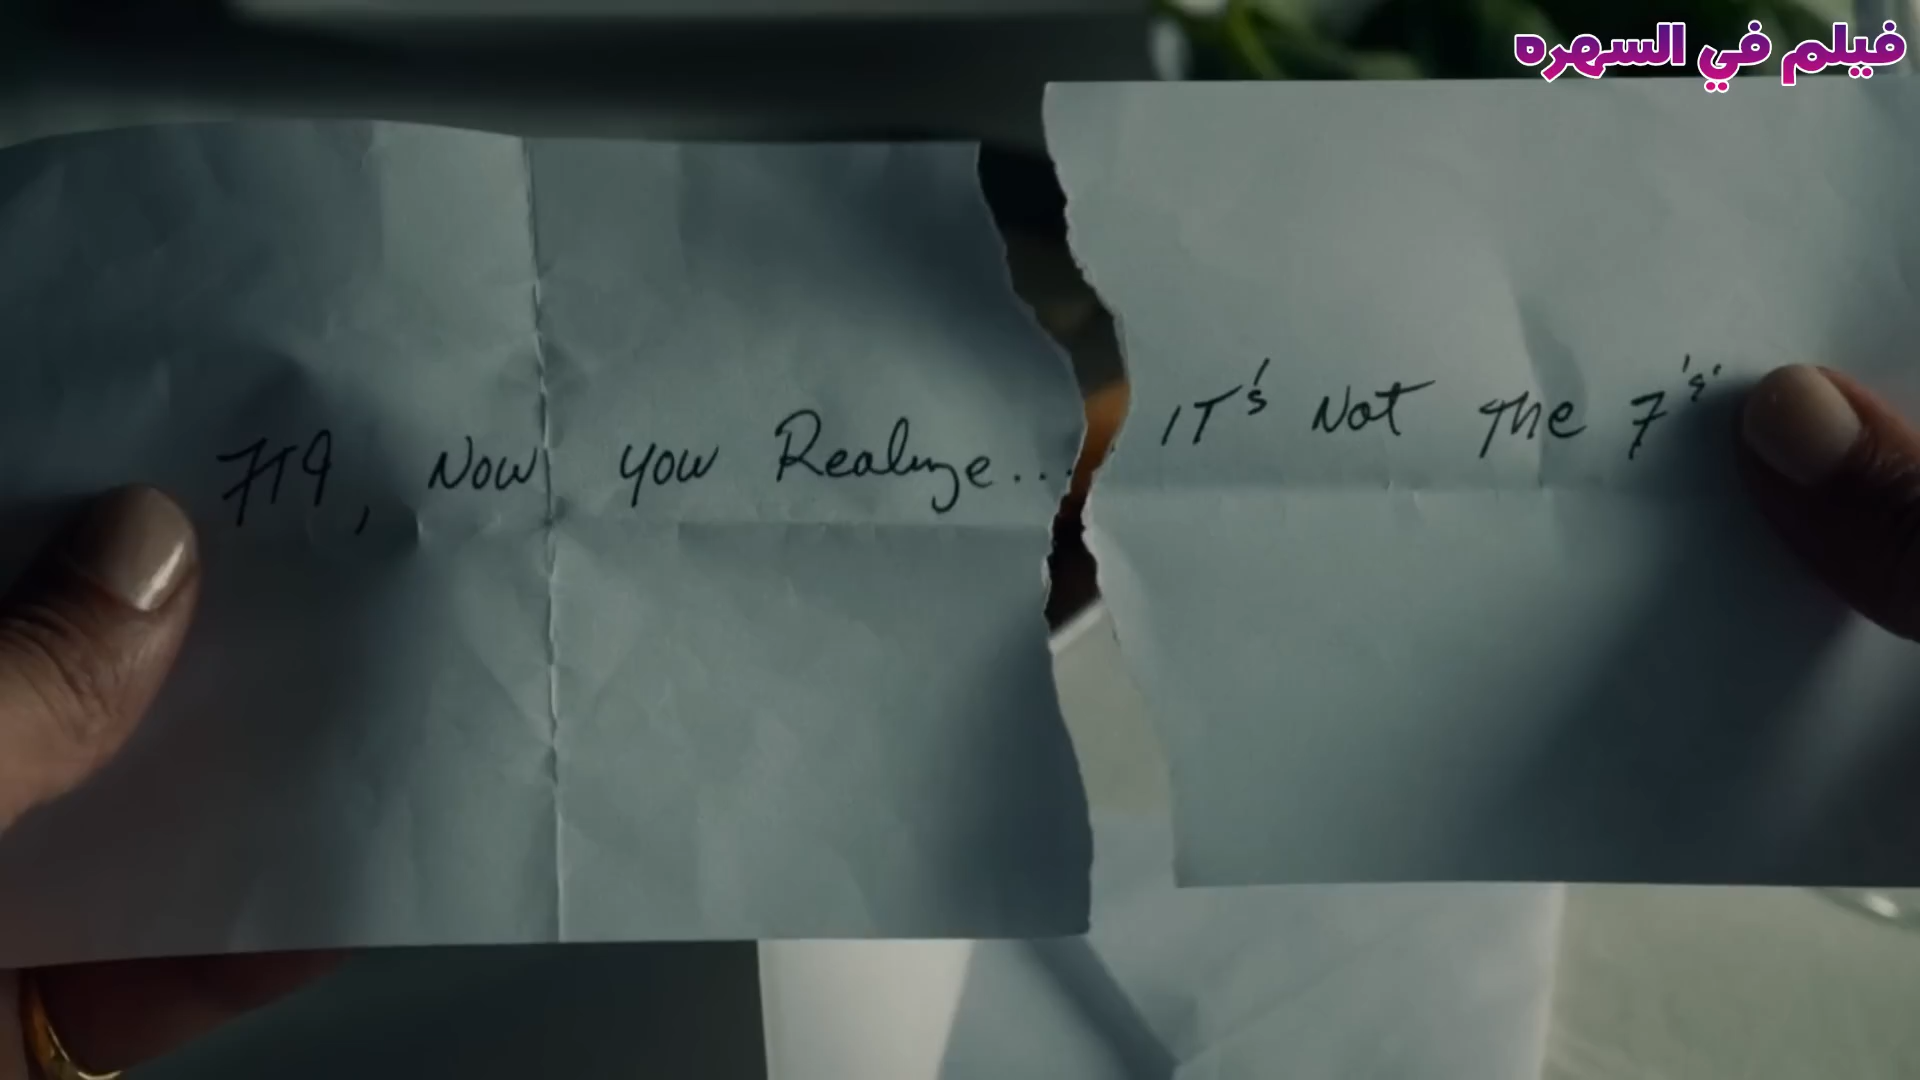 فيلم في السهره
719, Now you Realize... IT's Not The 7's'